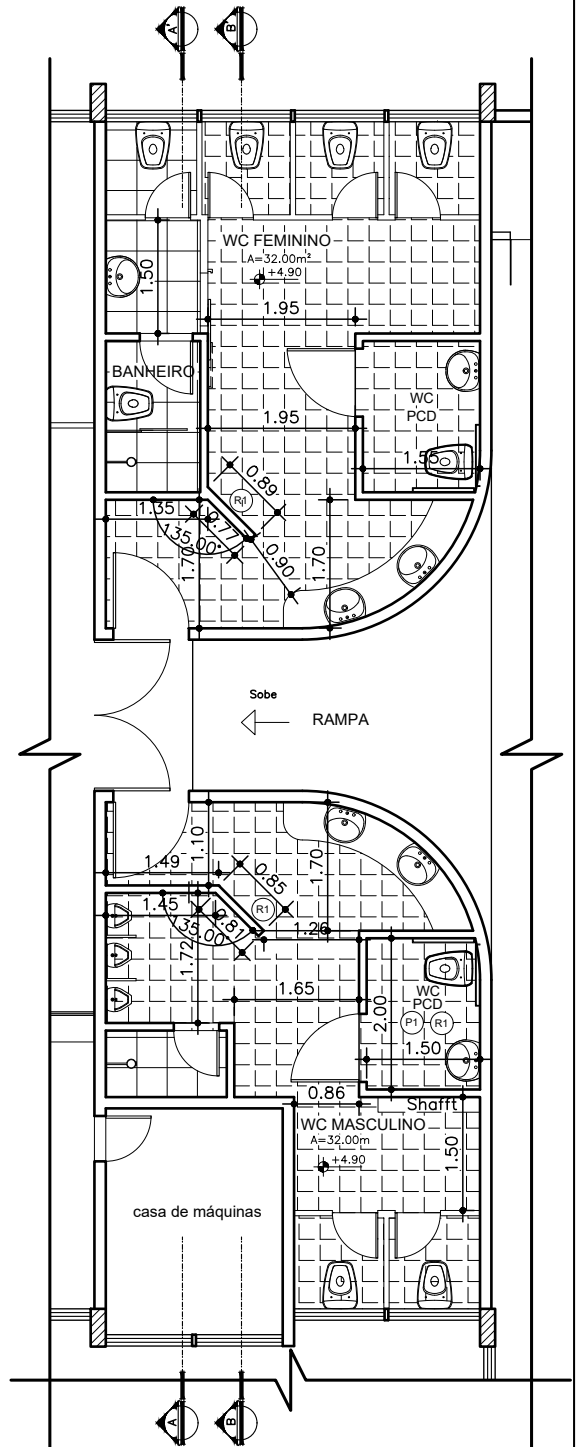 A'
B'
WC FEMININO
A=32.00m²
+4.90
1.50
1.95
BANHEIRO
WC
PCD
1.95
1.55
0.89
R1
1.35
0.77
135.00°
0.90
1.70
1.70
Sobe
RAMPA
1.10
1.70
1.49
0.85
1.45
R1
0.81
135.00°
1.26
1.72
WC
PCD
1.65
2.00
P1
R1
1.50
0.86
Shafft
WC MASCULINO
A=32.00m
+4.90
1.50
casa de máquinas
A
B